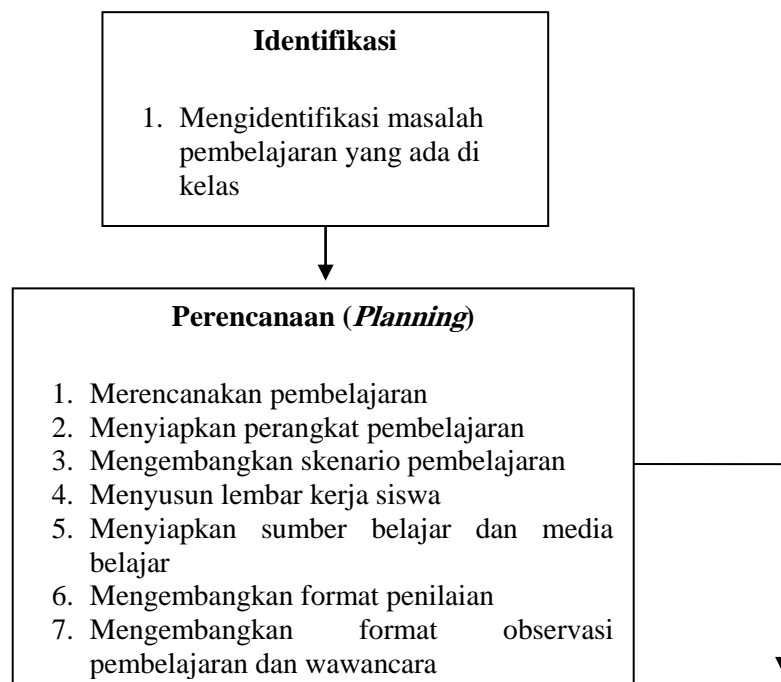 Identifikasi
1. Mengidentifikasi masalah
pembelajaran yang ada di
kelas
Perencanaan (Planning)
1. Merencanakan pembelajaran
2. Menyiapkan perangkat pembelajaran
3. Mengembangkan skenario pembelajaran
4. Menyusun lembar kerja siswa
5. Menyiapkan sumber belajar dan media
belajar
6. Mengembangkan format penilaian
7. Mengembangkan format observasi
pembelajaran dan wawancara